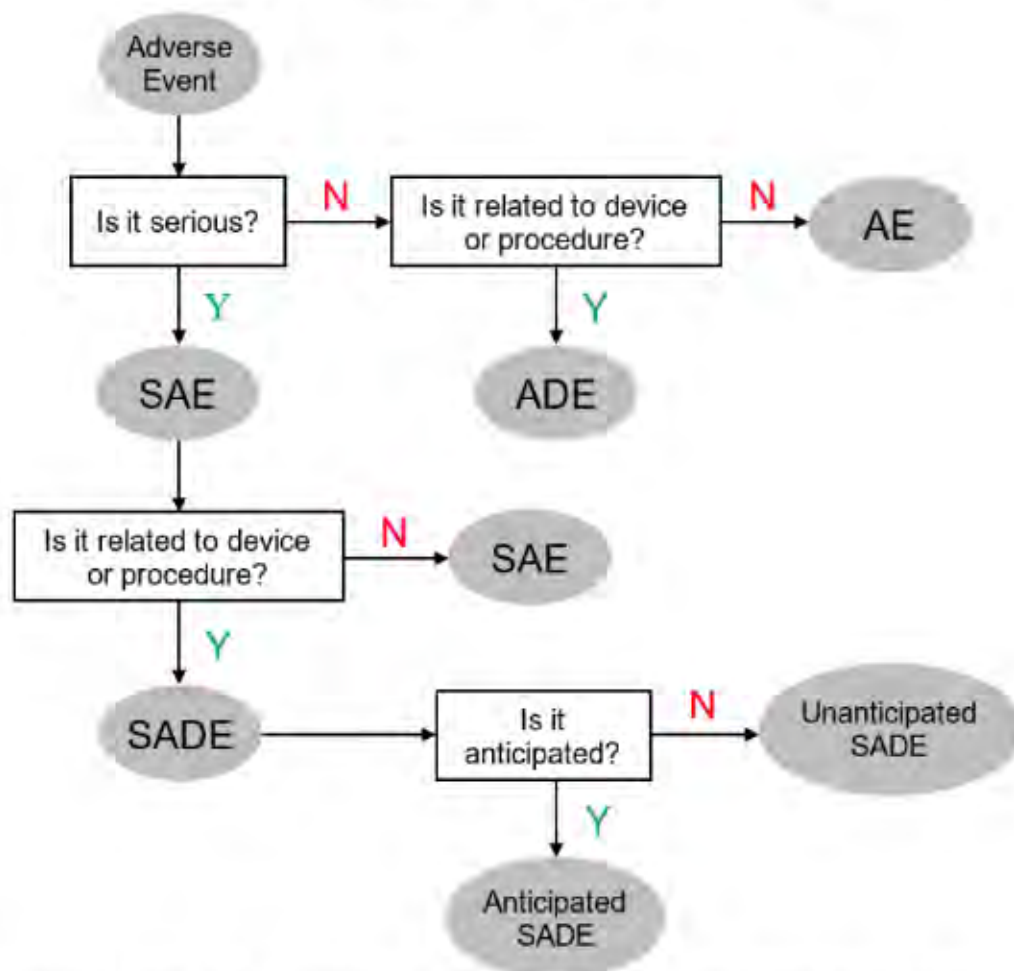 Adverse
Event
Is it serious?
N
Is it related to device
or procedure?
N
AE
Y
Y
SAE
ADE
Is it related to device
or procedure?
N
SAE
Y
SADE
Is it
anticipated?
N
Unanticipated
SADE
Y
Anticipated
SADE